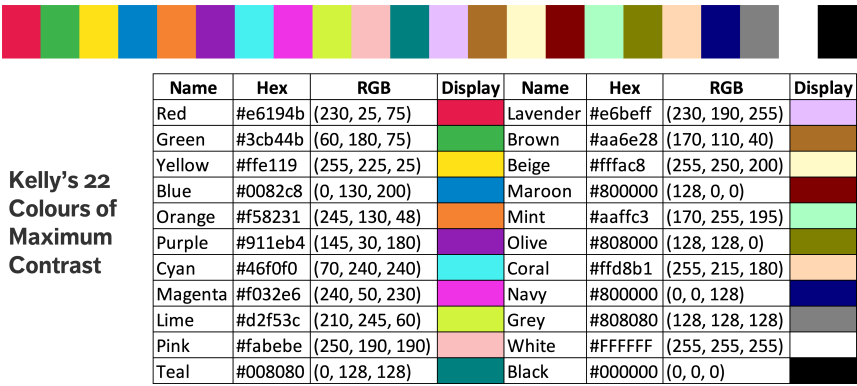 Kelly's 22
Colours of
Maximum
Contrast
Name Hex RGB Display Name Hex RGB Display
Red #e6194b (230, 25, 75) Lavender #e6beff (230, 190, 255)
Green #3cb44b (60, 180, 75) Brown #aa6e28 (170, 110, 40)
Yellow #ffe119 (255, 225, 25) Beige #fffac8 (255, 250, 200)
Blue #0082c8 (0, 130, 200) Maroon #800000 (128, 0, 0)
Orange #f58231 (245, 130, 48) Mint #aaffc3 (170, 255, 195)
Purple #911eb4 (145, 30, 180) Olive #808000 (128, 128, 0)
Cyan #46f0f0 (70, 240, 240) Coral #ffd8b1 (255, 215, 180)
Magenta #f032e6 (240, 50, 230) Navy #800000 (0, 0, 128)
Lime #d2f53c (210, 245, 60) Grey #808080 (128, 128, 128)
Pink #fabebe (250, 190, 190) White #FFFFFF (255, 255, 255)
Teal #008080 (0, 128, 128) Black #000000 (0, 0, 0)